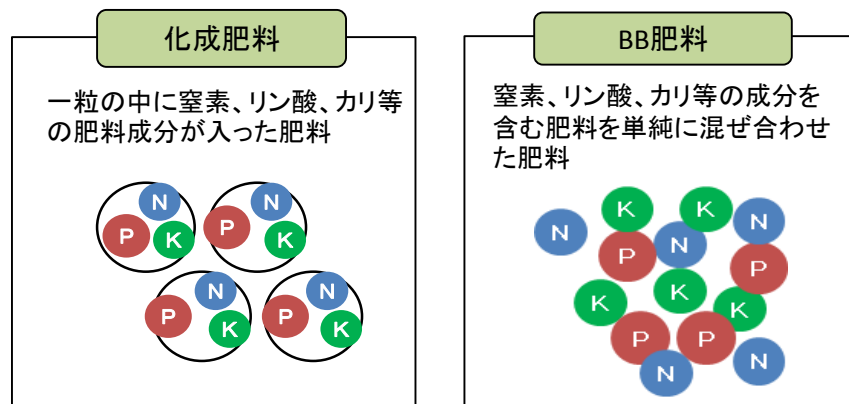 化成肥料
一粒の中に窒素、リン酸、カリ等
の肥料成分が入った肥料
N
N
P
K
P
K
N
N
P
K
P
K
BB肥料
窒素、リン酸、カリ等の成分を
含む肥料を単純に混ぜ合わせ
た肥料
K
K
N
N
N
P
P
K
K
K
P
P
N
N